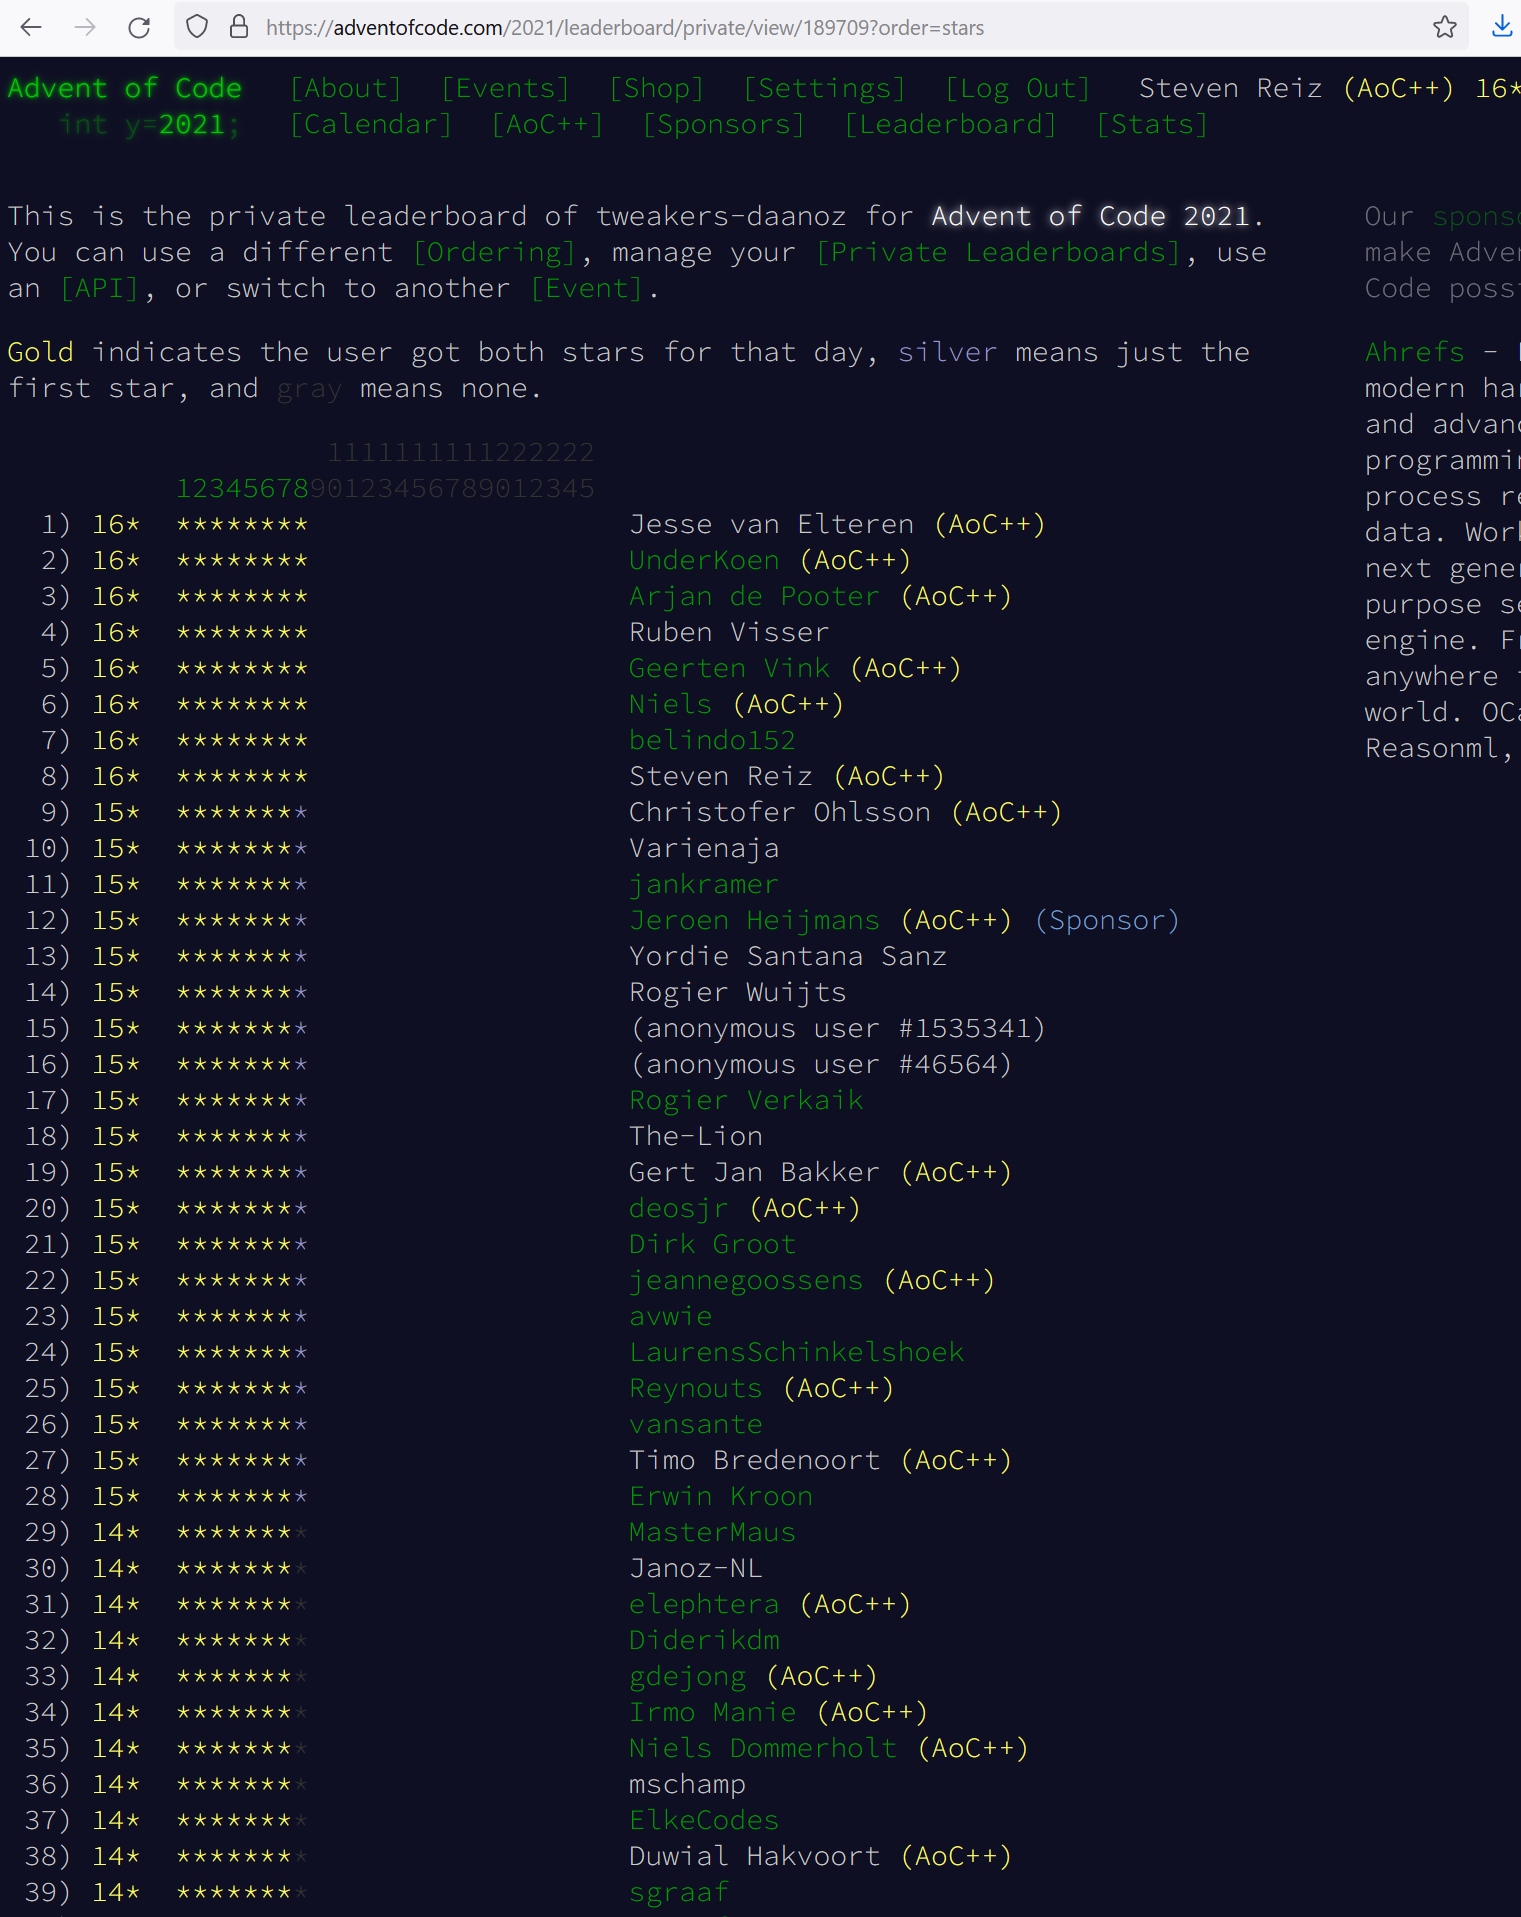 https://adventofcode.com/2021/leaderboard/private/view/189709?order=stars
Advent of Code [About] [Events] [Shop] [Settings] [Log Out] Steven Reiz (AoC++) 16*
int y=2021; [Calendar] [AoC++] [Sponsors] [Leaderboard] [Stats]
This is the private leaderboard of tweakers-daanoz for Advent of Code 2021.
You can use a different [Ordering], manage your [Private Leaderboards], use
an [API], or switch to another [Event].
Gold indicates the user got both stars for that day, silver means just the
first star, and gray means none.
1111111111222222
1234567890123456789012345
1) 16* ******** Jesse van Elteren (AoC++)
2) 16* ******** UnderKoen (AoC++)
3) 16* ******** Arjan de Pooter (AoC++)
4) 16* ******** Ruben Visser
5) 16* ******** Geerten Vink (AoC++)
6) 16* ******** Niels (AoC++)
7) 16* ******** belindo152
8) 16* ******** Steven Reiz (AoC++)
9) 15* ******** Christofer Ohlsson (AoC++)
10) 15* ******** Varienaja
11) 15* ******** jankramer
12) 15* ******** Jeroen Heijmans (AoC++) (Sponsor)
13) 15* ******** Yordie Santana Sanz
14) 15* ******** Rogier Wuijts
15) 15* ******** (anonymous user #1535341)
16) 15* ******** (anonymous user #46564)
17) 15* ******** Rogier Verkaik
18) 15* ******** The-Lion
19) 15* ******** Gert Jan Bakker (AoC++)
20) 15* ******** deosjr (AoC++)
21) 15* ******** Dirk Groot
22) 15* ******** jeannegoossens (AoC++)
23) 15* ******** avwie
24) 15* ******** LaurensSchinkelshoek
25) 15* ******** Reynouts (AoC++)
26) 15* ******** vansante
27) 15* ******** Timo Bredenoort (AoC++)
28) 15* ******** Erwin Kroon
29) 14* ******** MasterMaus
30) 14* ******** Janoz-NL
31) 14* ******** elephtera (AoC++)
32) 14* ******** Diderikdm
33) 14* ******** gdejong (AoC++)
34) 14* ******** Irmo Manie (AoC++)
35) 14* ******** Niels Dommerholt (AoC++)
36) 14* ******** mschamp
37) 14* ******** ElkeCodes
38) 14* ******** Duwial Hakvoort (AoC++)
39) 14* ******** sgraaf
Our
make
Code
Ahrefs -
modern
and
process
data.
next
purpose
engine.
anywhere
world.
Reasonml,